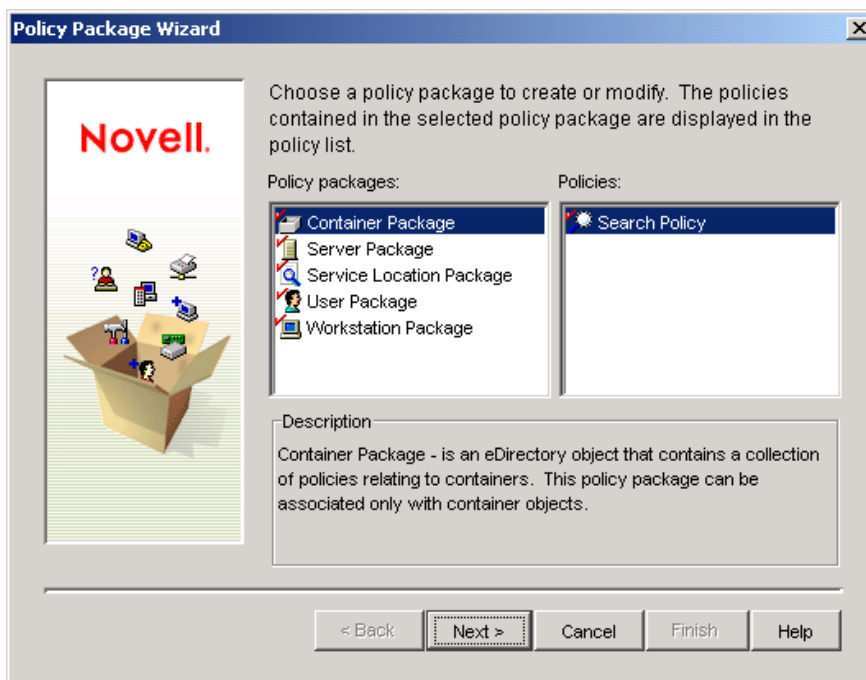 Policy Package Wizard
Novell.
Choose a policy package to create or modify. The policies
contained in the selected policy package are displayed in the
policy list.
Policy packages:
Policies:
Container Package
Server Package
Service Location Package
User Package
Workstation Package
Search Policy
Description
Container Package - is an eDirectory object that contains a collection
of policies relating to containers. This policy package can be
associated only with container objects.
< Back
Next >
Cancel
Finish
Help